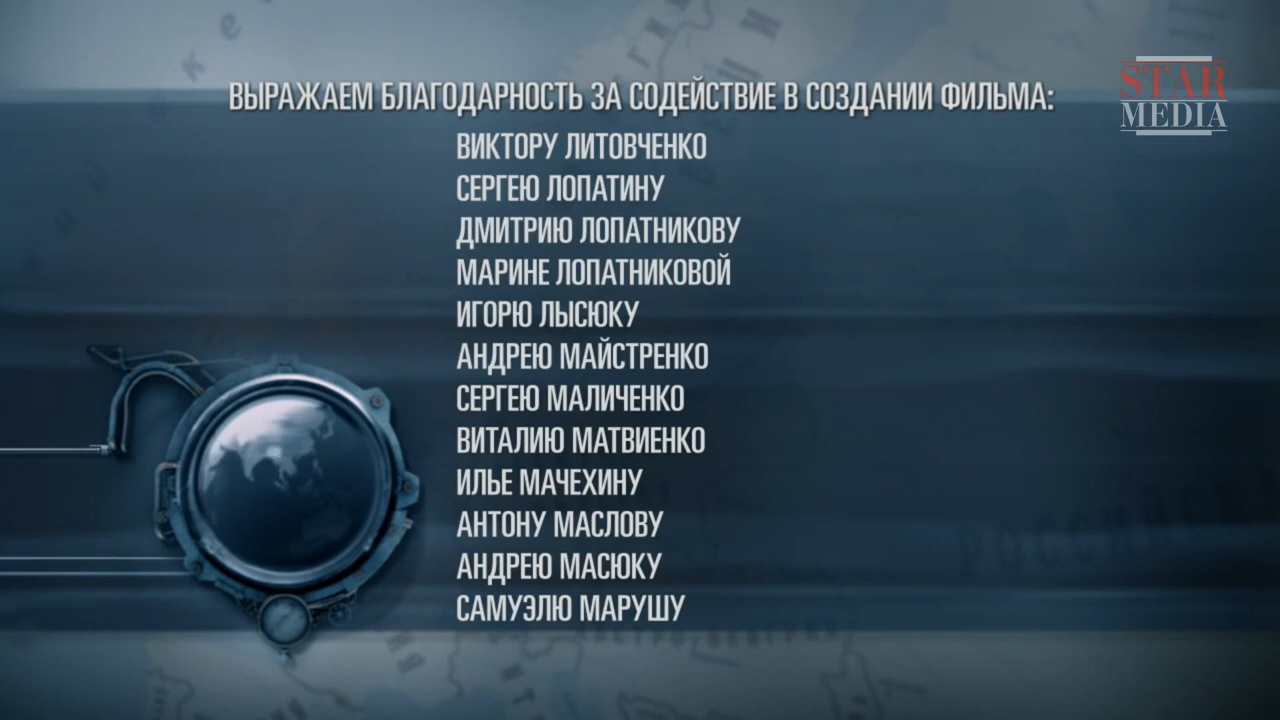 ВЫРАЖАЕМ БЛАГОДАРНОСТЬ ЗА СОДЕЙСТВИЕ В СОЗДАНИИ ФИЛЬМА:
STAR
MEDIA
ВИКТОРУ ЛИТОВЧЕНКО
СЕРГЕЮ ЛОПАТИНУ
ДМИТРИЮ ЛОПАТНИКОВУ
МАРИНЕ ЛОПАТНИКОВОЙ
ИГОРЮ ЛЫСЮКУ
АНДРЕЮ МАЙСТРЕНКО
СЕРГЕЮ МАЛИЧЕНКО
ВИТАЛИЮ МАТВИЕНКО
ИЛЬЕ МАЧЕХИНУ
АНТОНУ МАСЛОВУ
АНДРЕЮ МАСЮКУ
САМУЭЛЮ МАРУШУ